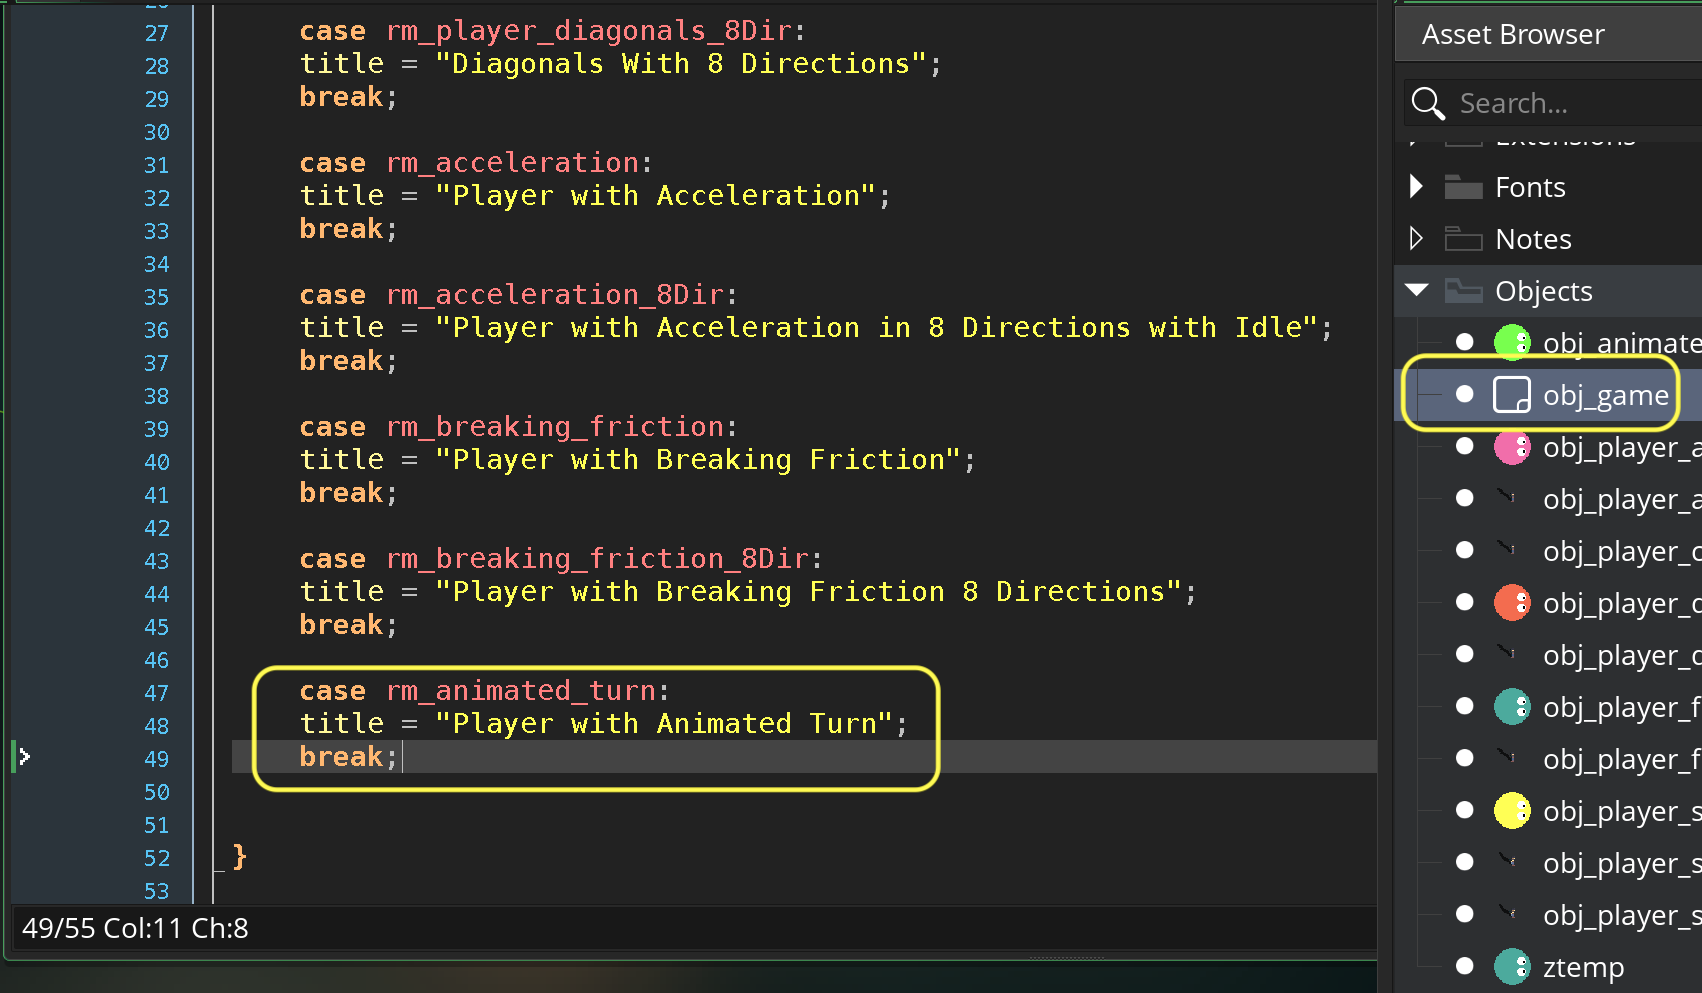 27 case rm_player_diagonals_8Dir:
28 title = "Diagonals With 8 Directions";
29 break;
30
31 case rm_acceleration:
32 title = "Player with Acceleration";
33 break;
34
35 case rm_acceleration_8Dir:
36 title = "Player with Acceleration in 8 Directions with Idle";
37 break;
38
39 case rm_breaking_friction:
40 title = "Player with Breaking Friction";
41 break;
42
43 case rm_breaking_friction_8Dir:
44 title = "Player with Breaking Friction 8 Directions";
45 break;
46
47 case rm_animated_turn:
48 title = "Player with Animated Turn";
49 break;
50
51
52 }
53
49/55 Col:11 Ch:8
Asset Browser
Search...
Extensions
Fonts
Notes
Objects
obj_animate
obj_game
obj_player_a
obj_player_a
obj_player_c
obj_player_d
obj_player_d
obj_player_f
obj_player_f
obj_player_s
obj_player_s
obj_player_s
ztemp